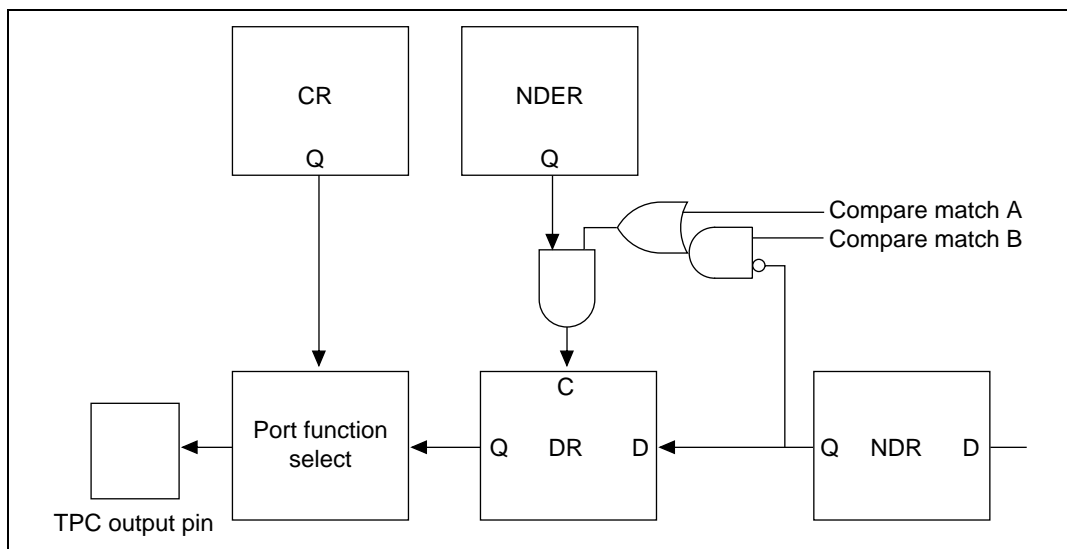 CR
Q
NDER
Q
Compare match A
Compare match B
Port function
select
C
Q DR D
Q NDR D
TPC output pin